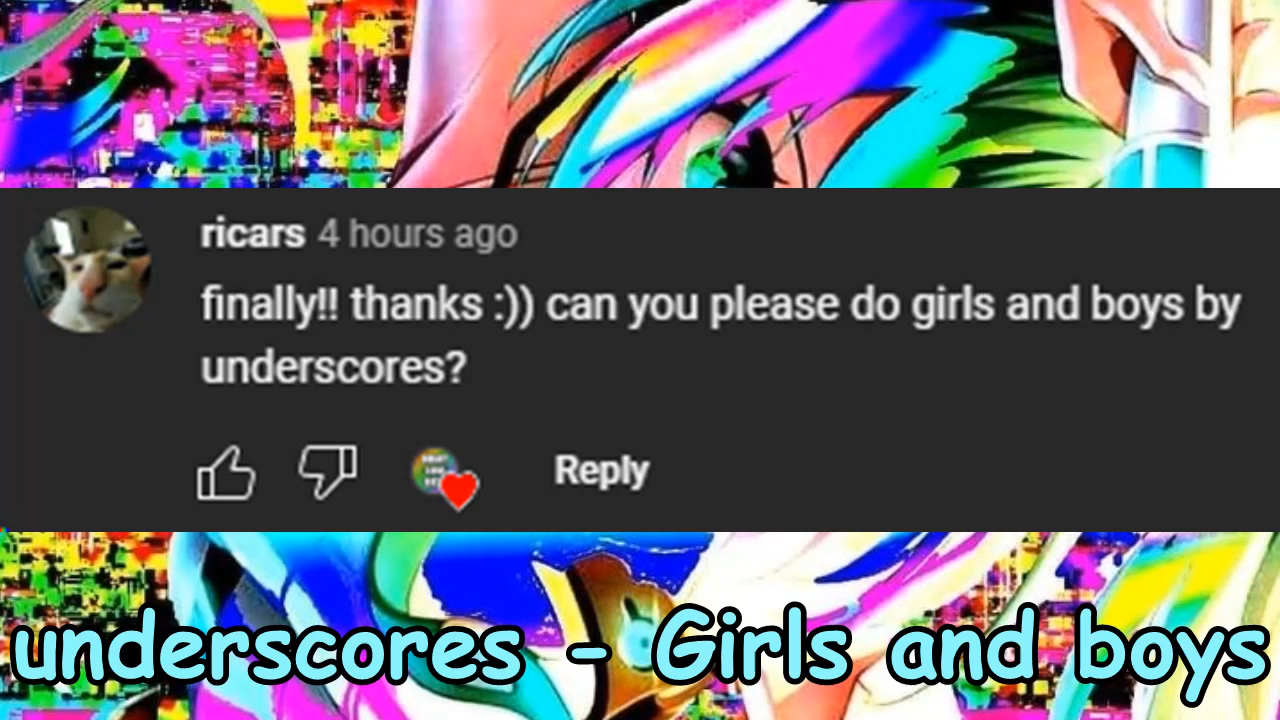 ricars 4 hours ago
finally!! thanks :)) can you please do girls and boys by
underscores?
Reply
underscores - Girls and boys